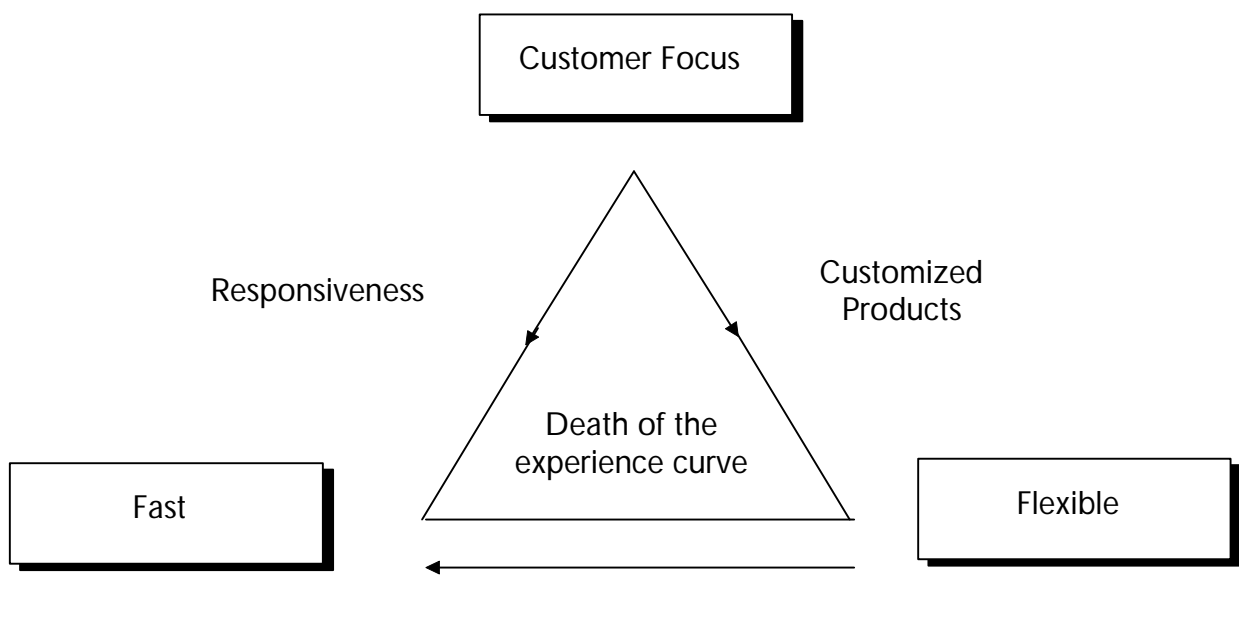 Customer Focus
Responsiveness
Customized
Products
Death of the
experience curve
Fast
Flexible